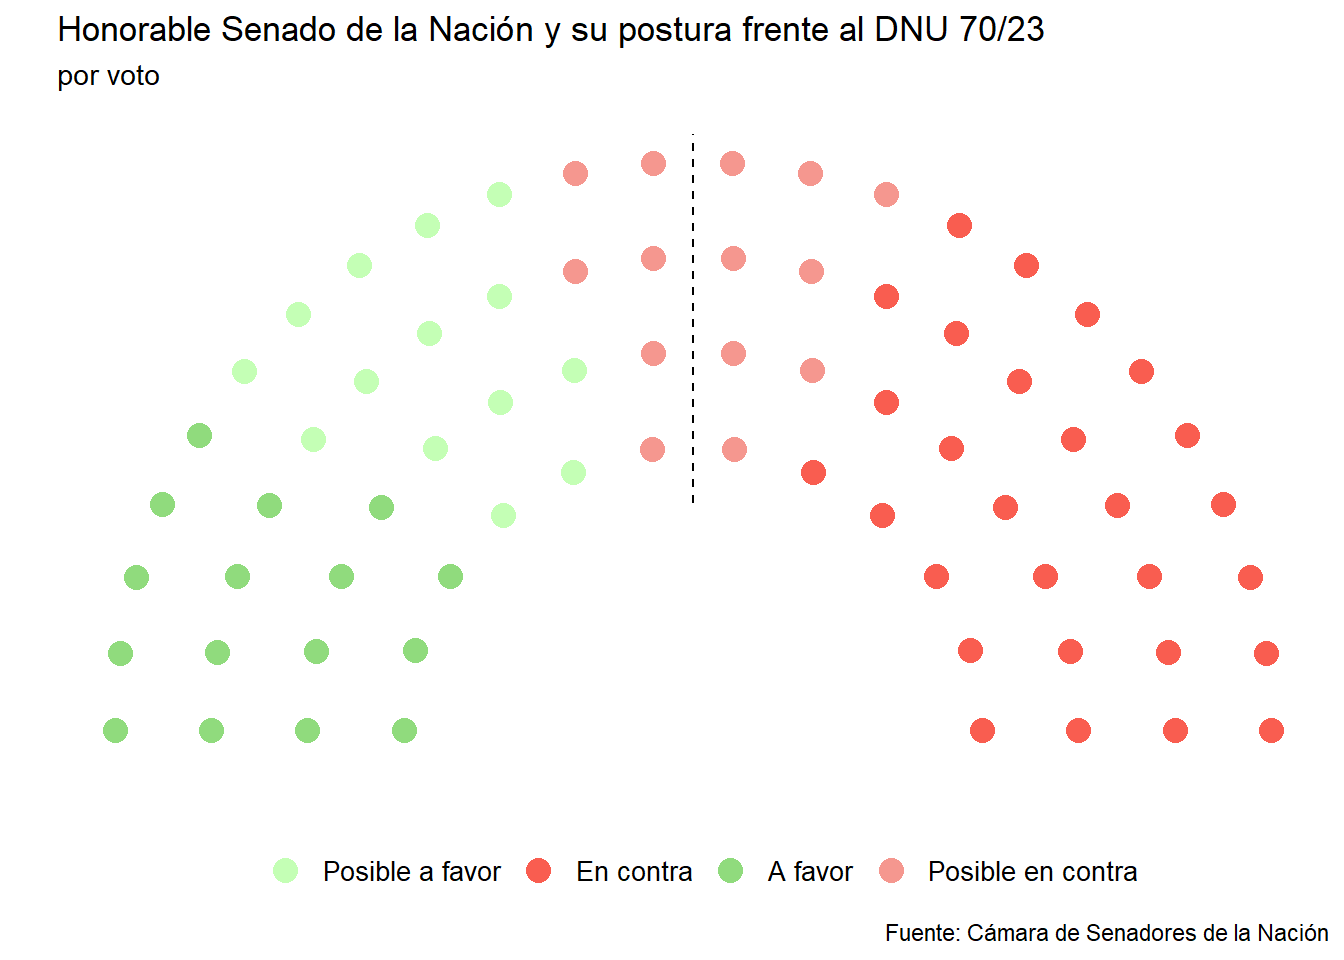 Honorable Senado de la Nación y su postura frente al DNU 70/23
por voto
Posible a favor En contra A favor Posible en contra
Fuente: Cámara de Senadores de la Nación